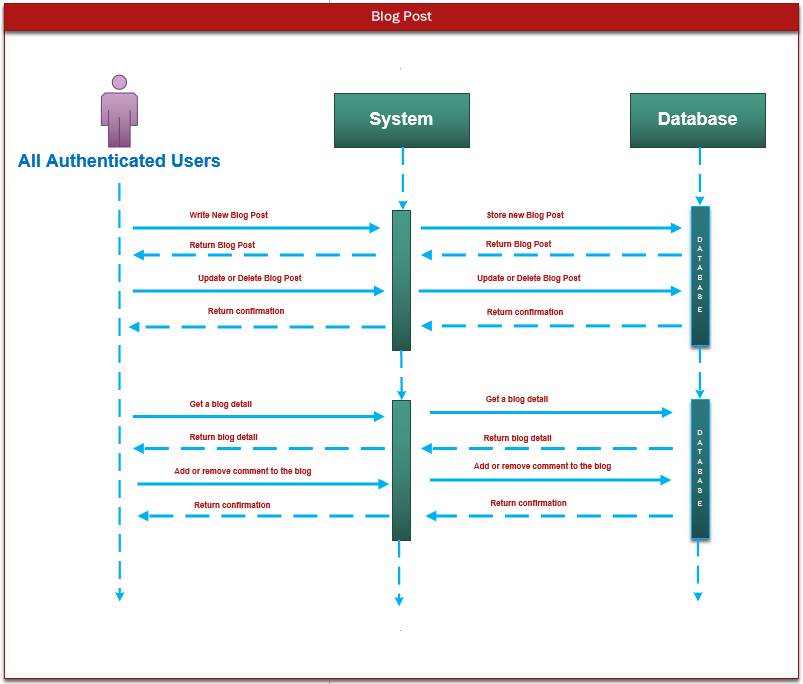 Blog Post
System
Database
All Authenticated Users
Write New Blog Post
Store new Blog Post
Return Blog Post
Return Blog Post
Update or Delete Blog Post
Update or Delete Blog Post
Return confirmation
Return confirmation
DATABASE
Get a blog detail
Get a blog detail
Return blog detail
Return blog detail
Add or remove comment to the blog
Add or remove comment to the blog
Return confirmation
Return confirmation
DATABASE